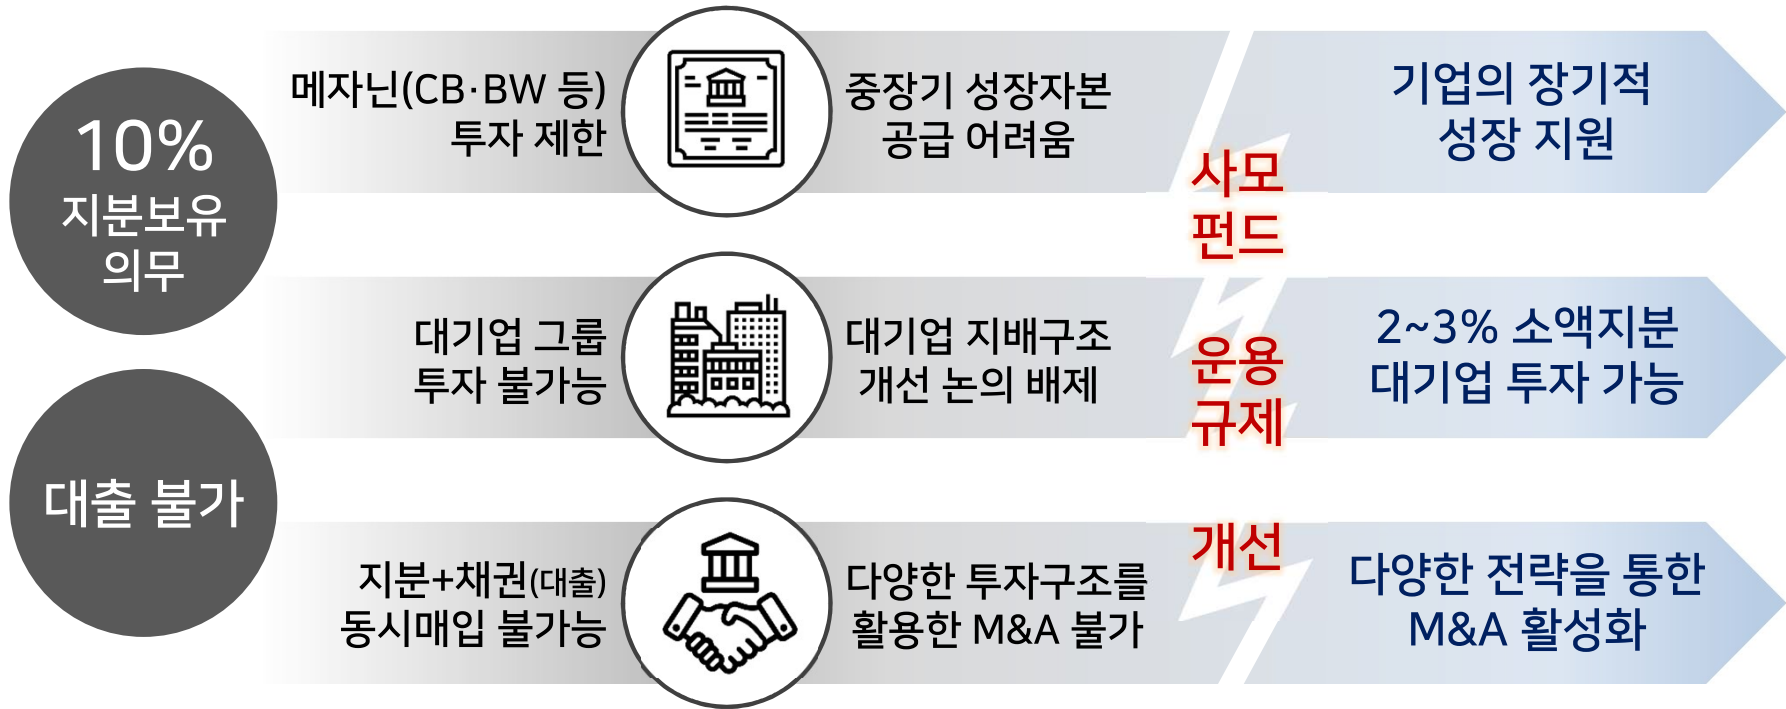 10%
지분보유
의무
대출 불가
메자닌(CB·BW 등)
투자 제한
중장기 성장자본
공급 어려움
기업의 장기적
성장 지원
대기업 그룹
투자 불가능
대기업 지배구조
개선 논의 배제
2~3% 소액지분
대기업 투자 가능
지분+채권(대출)
동시매입 불가능
다양한 투자구조를
활용한 M&A 불가
다양한 전략을 통한
M&A 활성화
사모
펀드
운용
규제
개선